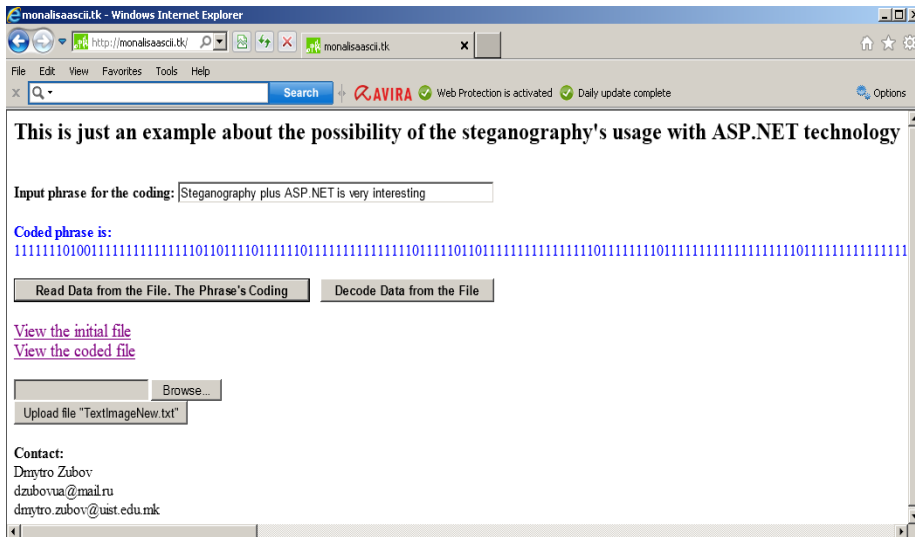 monalisaascii.tk - Windows Internet Explorer
http://monalisaascii.tk/
monalisaascii.tk
File Edit View Favorites Tools Help
Search AVIRA Web Protection is activated Daily update complete Options
This is just an example about the possibility of the steganography's usage with ASP.NET technology
Input phrase for the coding: Steganography plus ASP.NET is very interesting
Coded phrase is:
View the initial file
View the coded file
Read Data from the File. The Phrase's Coding Decode Data from the File
Browse...
Upload file "TextImageNew.txt"
Contact:
Dmytro Zubov
dzubovua@mail.ru
dmytro.zubov@uist.edu.mk